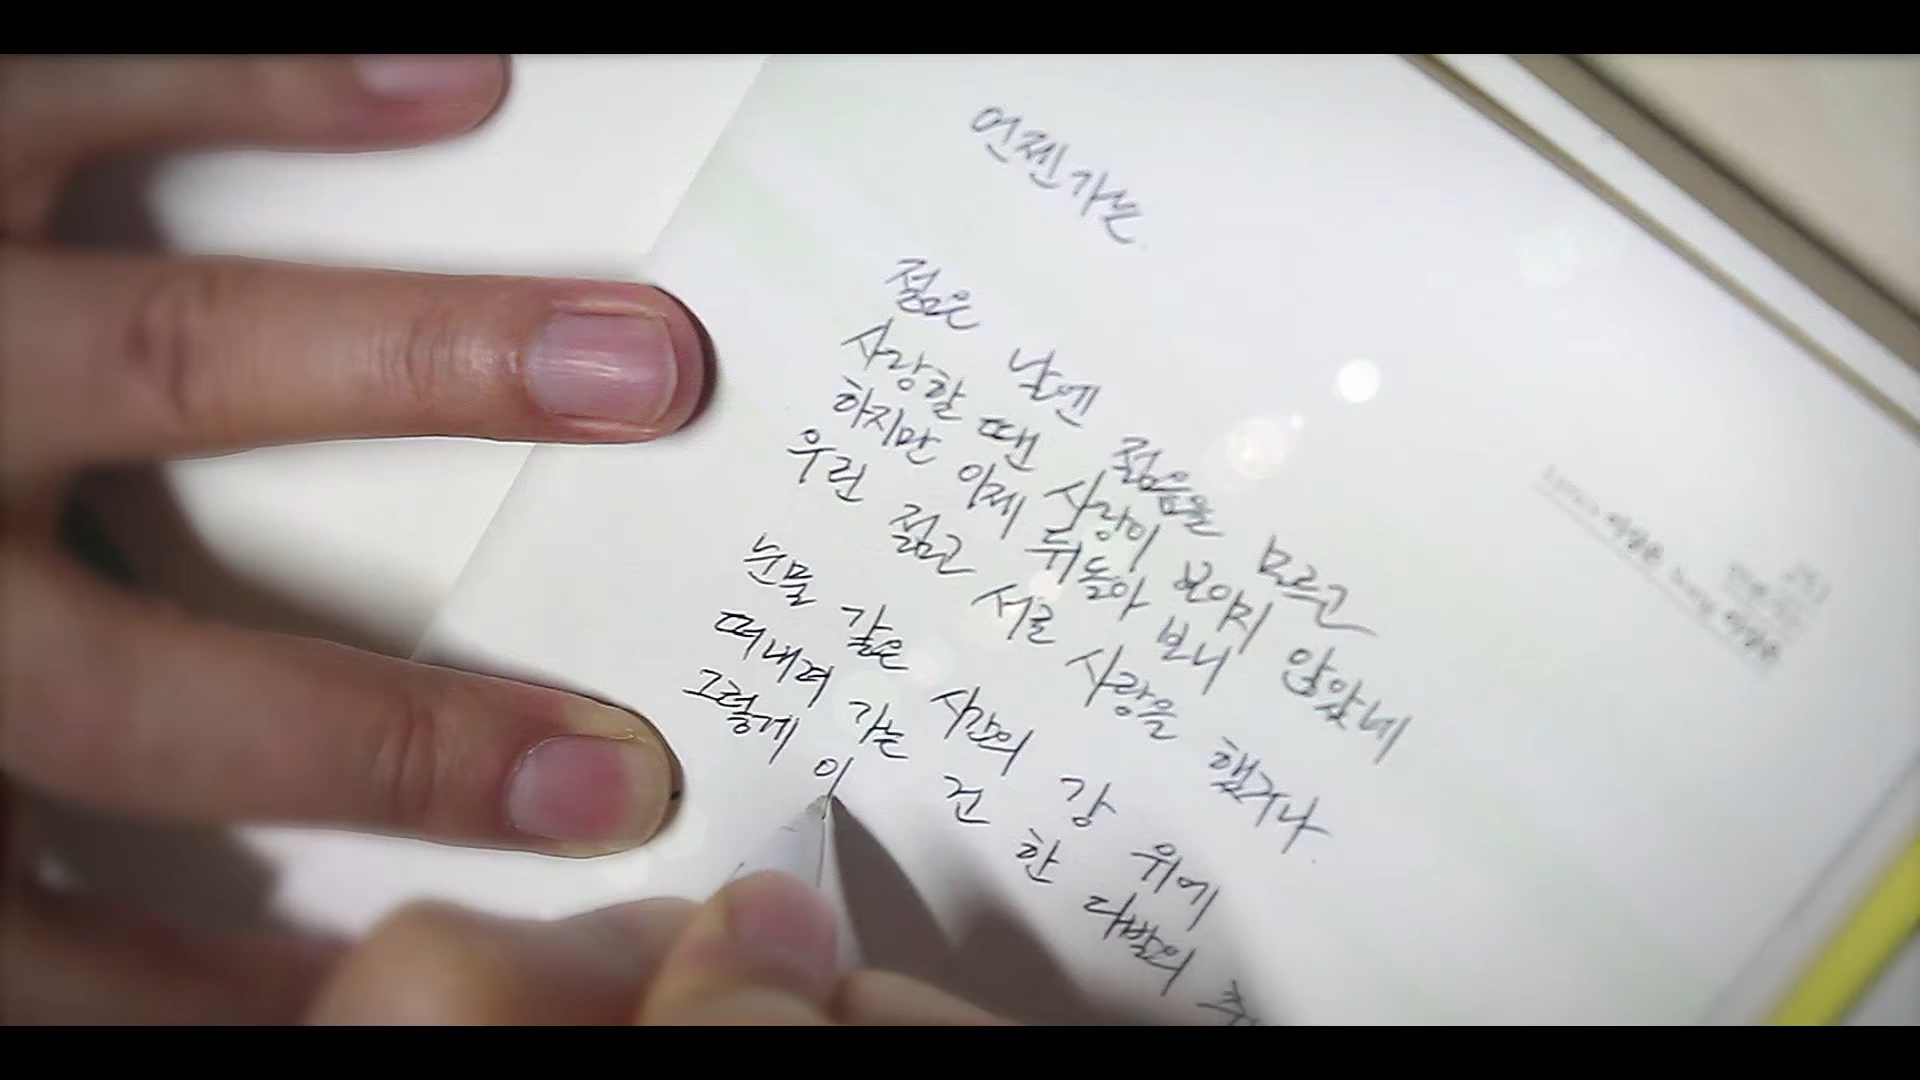 언젠가는
젊은 날엔 젊음을 모르고
사랑할 땐 사랑이 보이지 않았네
하지만 이제 뒤돌아 보니
우린 젊고 서로 사랑을 했구나
눈물 같은 시간의 강 위에
떠내려 가는 건 한 다발의
그렇게 이